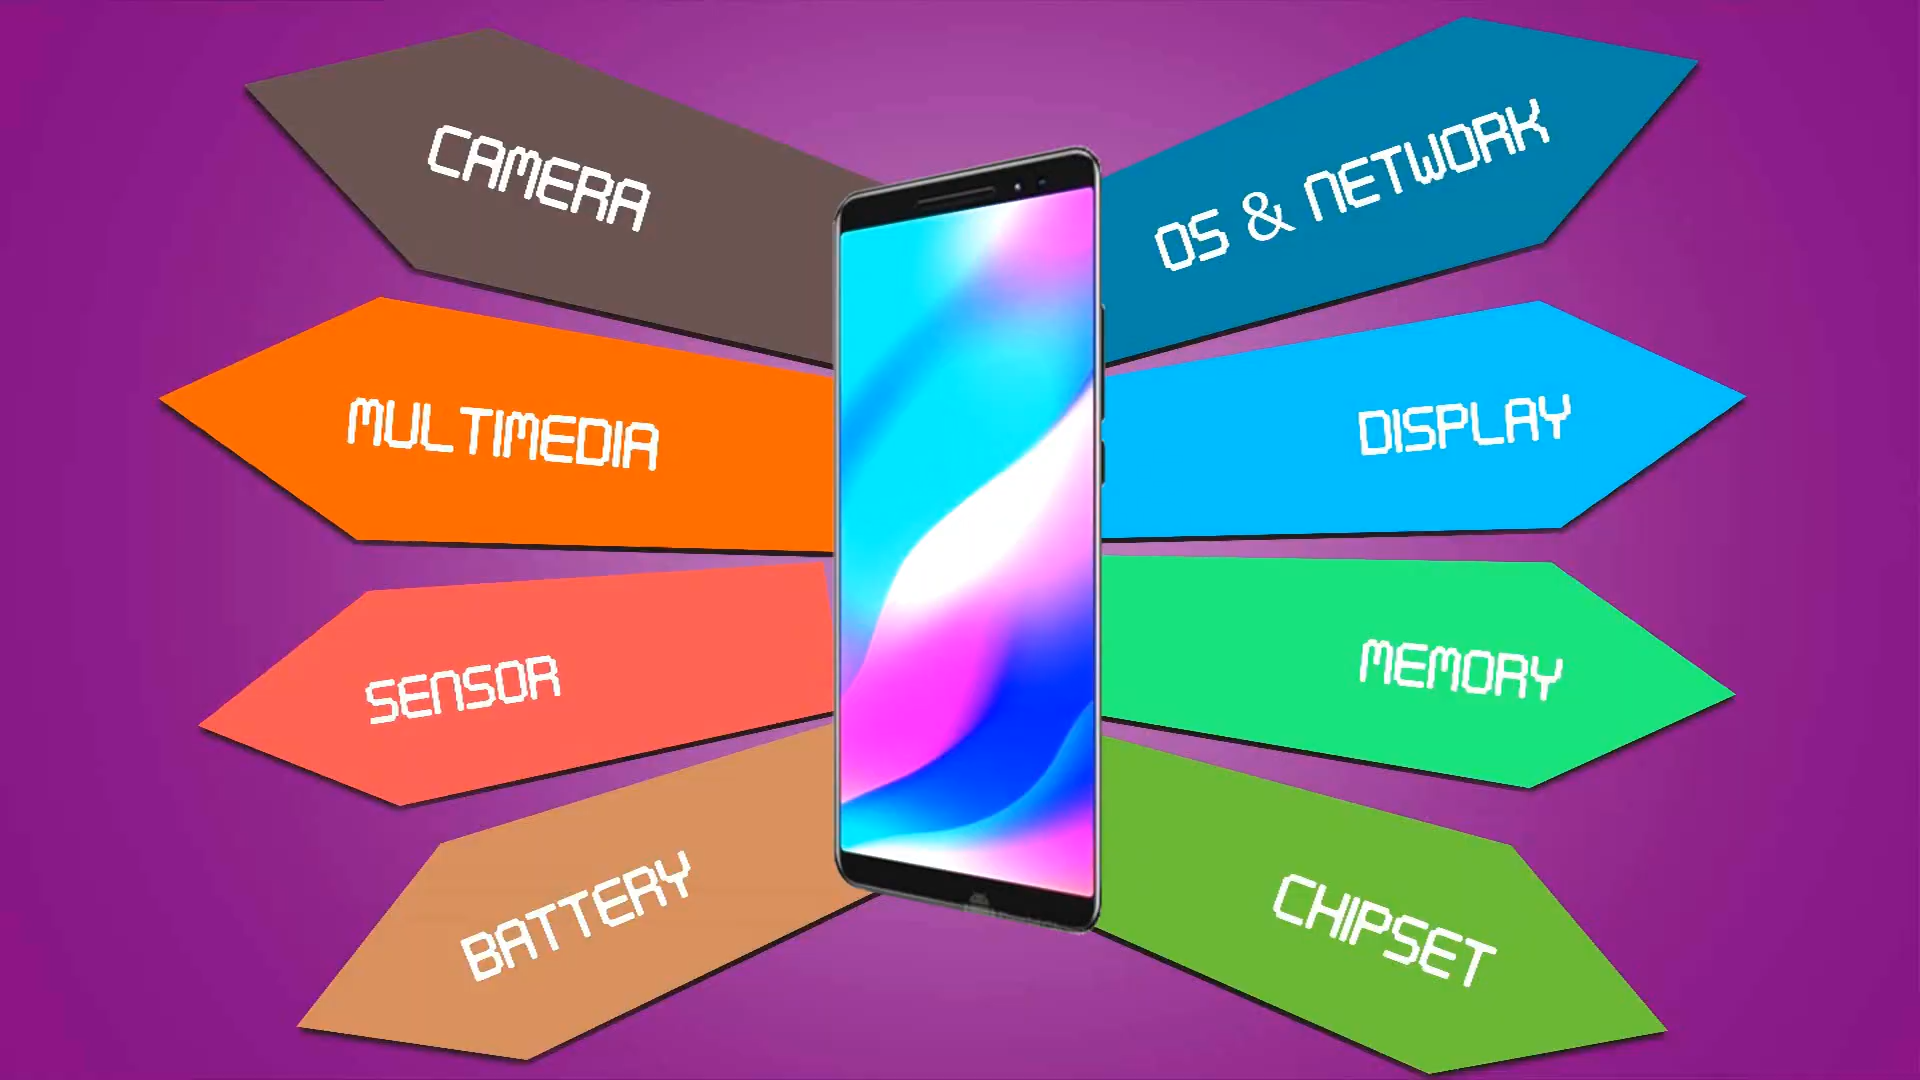 CAMERA
OS & NETWORK
MULTIMEDIA
DISPLAY
SENSOR
MEMORY
BATTERY
CHIPSET